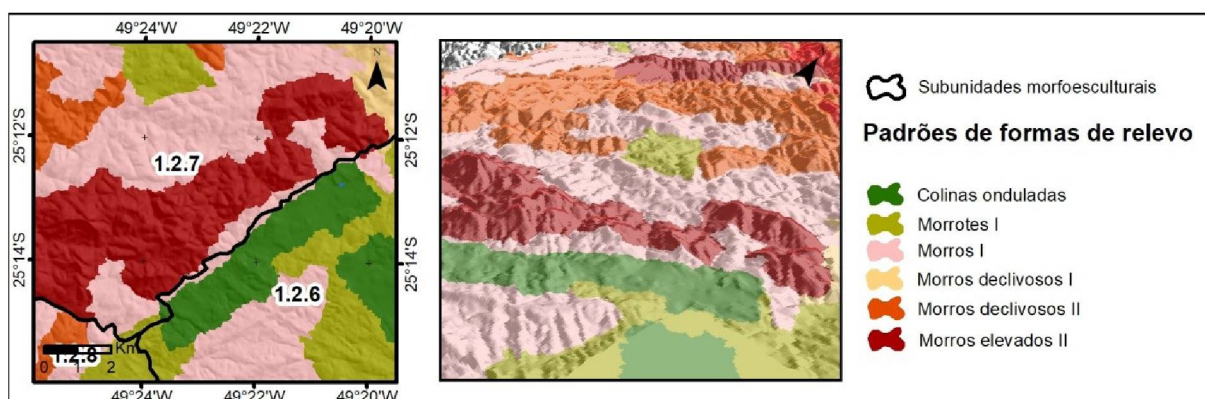 49°24'W 49°22'W 49°20'W
N
25°12'S
25°14'S
1.2.7
1.2.6
1.2.8
Km
0 1 2
25°12'S
25°14'S
49°24'W 49°22'W 49°20'W
Subunidades morfoesculturais
Padrões de formas de relevo
Colinas onduladas
Morrotes I
Morros I
Morros declivosos I
Morros declivosos II
Morros elevados II